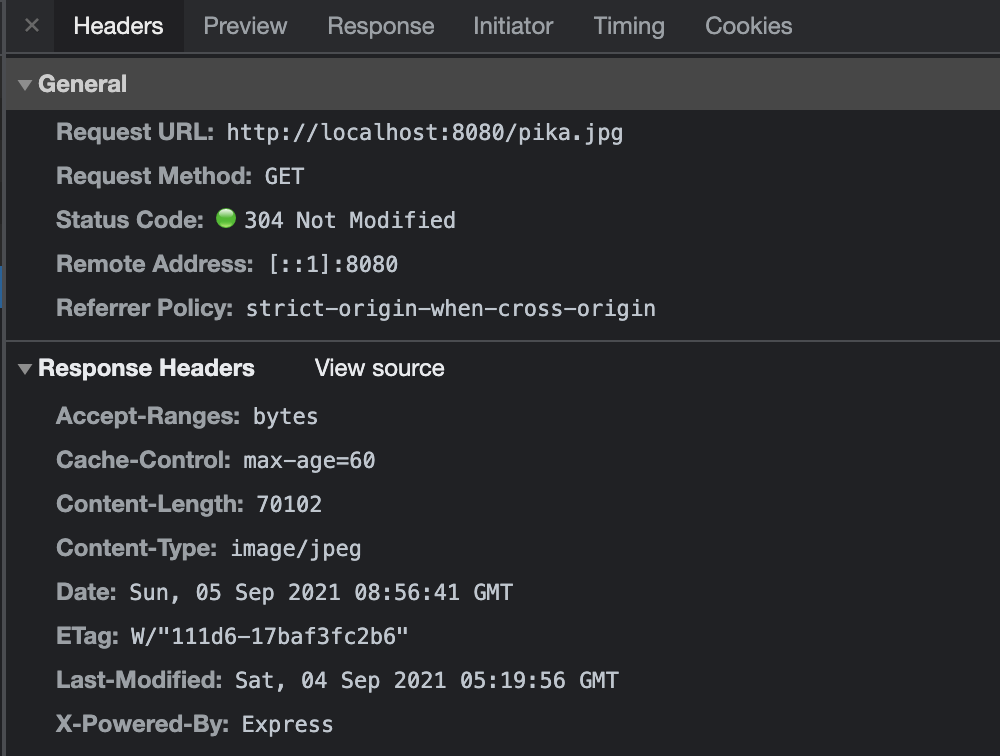 Headers Preview Response Initiator Timing Cookies
General
Request URL: http://localhost:8080/pika.jpg
Request Method: GET
Status Code: 304 Not Modified
Remote Address: [::1]:8080
Referrer Policy: strict-origin-when-cross-origin
Response Headers View source
Accept-Ranges: bytes
Cache-Control: max-age=60
Content-Length: 70102
Content-Type: image/jpeg
Date: Sun, 05 Sep 2021 08:56:41 GMT
ETag: W/"111d6-17baf3fc2b6"
Last-Modified: Sat, 04 Sep 2021 05:19:56 GMT
X-Powered-By: Express